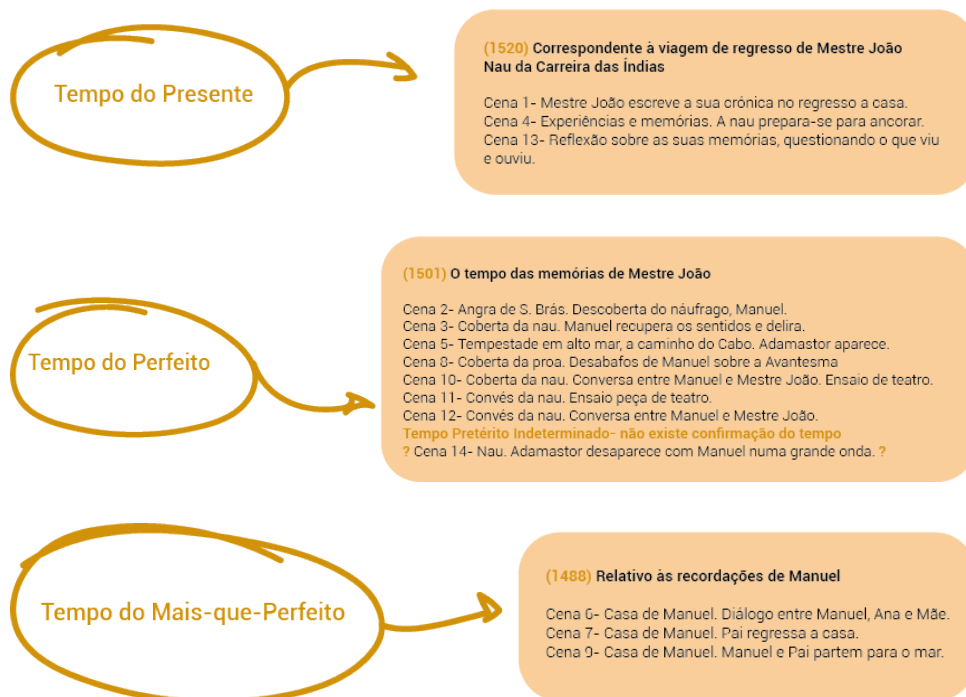 Tempo do Presente
(1520) Correspondente à viagem de regresso de Mestre João
Nau da Carreira das Índias
Cena 1- Mestre João escreve a sua crónica no regresso a casa.
Cena 4- Experiências e memórias. A nau prepara-se para ancorar.
Cena 13- Reflexão sobre as suas memórias, questionando o que viu
e ouviu.
Tempo do Perfeito
(1501) O tempo das memórias de Mestre João
Cena 2- Angra de S. Brás. Descoberta do náufrago, Manuel.
Cena 3- Coberta da nau. Manuel recupera os sentidos e delira.
Cena 5- Tempestade em alto mar, a caminho do Cabo. Adamastor aparece.
Cena 8- Coberta da proa. Desabafos de Manuel sobre a Avantesma
Cena 10- Coberta da nau. Conversa entre Manuel e Mestre João. Ensaio de teatro.
Cena 11- Convés da nau. Ensaio peça de teatro.
Cena 12- Convés da nau. Conversa entre Manuel e Mestre João.
Tempo Pretérito Indeterminado- não existe confirmação do tempo
? Cena 14- Nau. Adamastor desaparece com Manuel numa grande onda. ?
Tempo do Mais-que-Perfeito
(1488) Relativo às recordações de Manuel
Cena 6- Casa de Manuel. Diálogo entre Manuel, Ana e Mãe.
Cena 7- Casa de Manuel. Pai regressa a casa.
Cena 9- Casa de Manuel. Manuel e Pai partem para o mar.